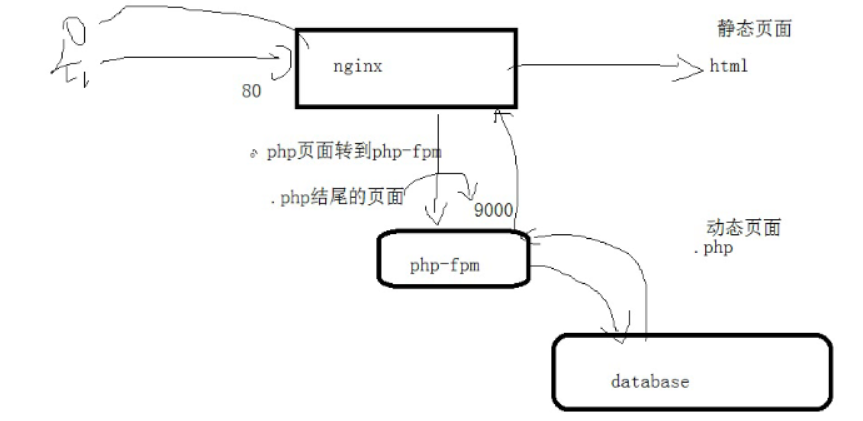 静态页面
nginx
html
80
。php页面转到php-fpm
.php结尾的页面
9000
动态页面
.php
php-fpm
database